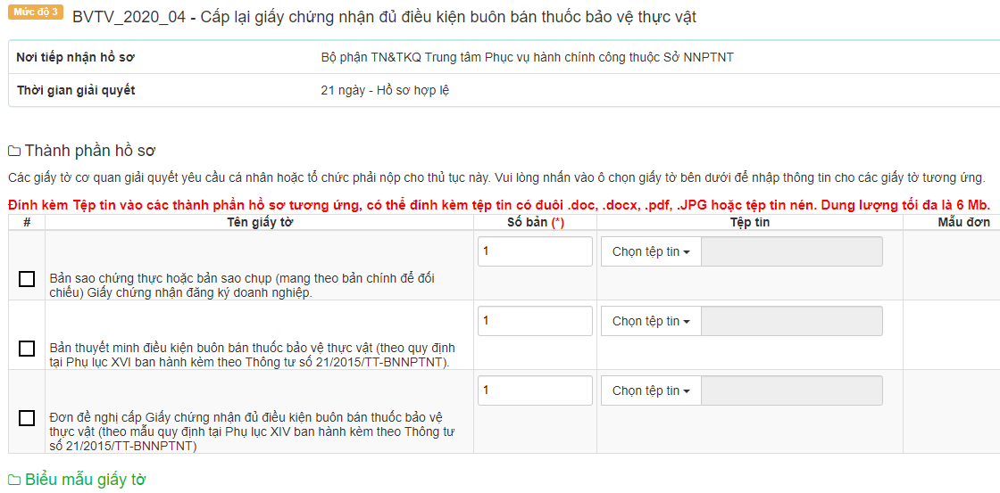 Mức độ 3
BVTV_2020_04 - Cấp lại giấy chứng nhận đủ điều kiện buôn bán thuốc bảo vệ thực vật
Nơi tiếp nhận hồ sơ
Bộ phận TN&TKQ Trung tâm Phục vụ hành chính công thuộc Sở NNPTNT
Thời gian giải quyết
21 ngày - Hồ sơ hợp lệ
Thành phần hồ sơ
Các giấy tờ cơ quan giải quyết yêu cầu cá nhân hoặc tổ chức phải nộp cho thủ tục này. Vui lòng nhấn vào ô chọn giấy tờ bên dưới để nhập thông tin cho các giấy tờ tương ứng.
Đính kèm Tệp tin vào các thành phần hồ sơ tương ứng, có thể đính kèm tệp tin có đuôi .doc, .docx, .pdf, .JPG hoặc tệp tin nén. Dung lượng tối đa là 6 Mb.
# Tên giấy tờ Số bản (*) Tệp tin Mẫu đơn
1 Chọn tệp tin
Bản sao chứng thực hoặc bản sao chụp (mang theo bản chính để đối
chiếu) Giấy chứng nhận đăng ký doanh nghiệp.
1 Chọn tệp tin
Bản thuyết minh điều kiện buôn bán thuốc bảo vệ thực vật (theo quy định
tại Phụ lục XVI ban hành kèm theo Thông tư số 21/2015/TT-BNNPTNT).
1 Chọn tệp tin
Đơn đề nghị cấp Giấy chứng nhận đủ điều kiện buôn bán thuốc bảo vệ
thực vật (theo mẫu quy định tại Phụ lục XIV ban hành kèm theo Thông tư
số 21/2015/TT-BNNPTNT)
Biểu mẫu giấy tờ